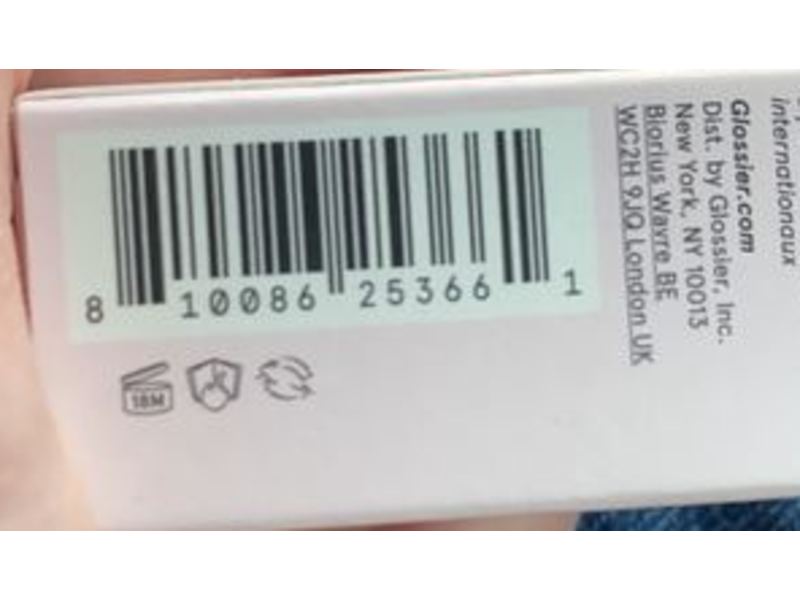 8 10086 25366 1
18M
internationaux
Glossier.com
Dist. by Glossier, Inc.
New York, NY 10013
Biorius Wavre BE
WC2H 9JQ London UK